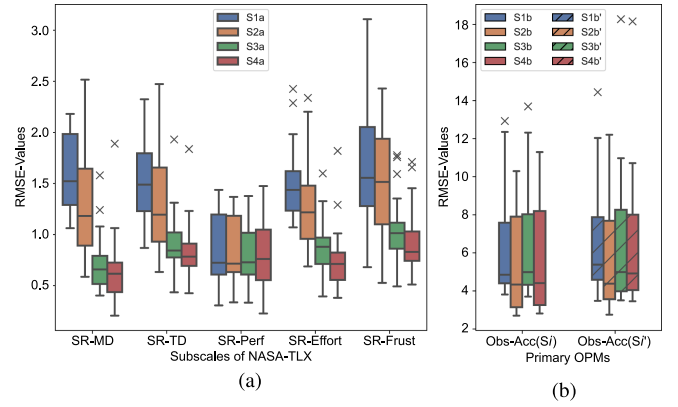 S1a
S2a
S3a
S4a
3.0
2.5
2.0
1.5
1.0
0.5
RMSE-Values
SR-MD SR-TD SR-Perf SR-Effort SR-Frust
Subscales of NASA-TLX
(a)
S1b S1b'
S2b S2b'
S3b S3b'
S4b S4b'
18
16
14
12
10
8
6
4
2
RMSE-Values
Obs-Acc(Si) Obs-Acc(Si')
Primary OPMs
(b)